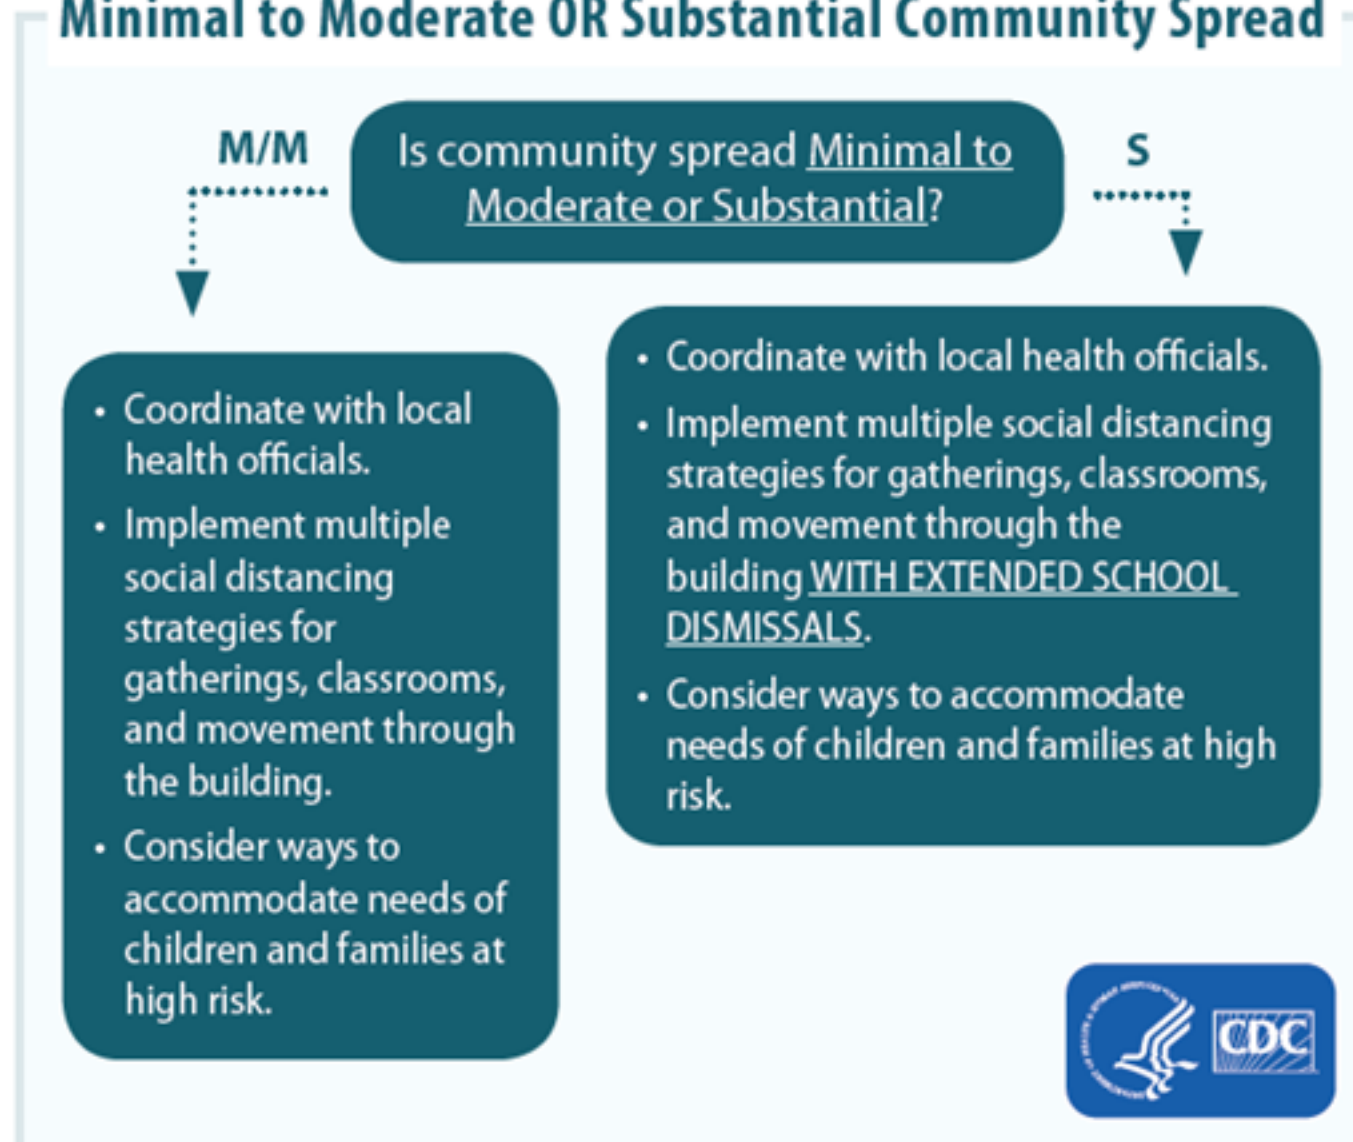 Minimal to Moderate OR Substantial Community Spread
M/M
Is community spread Minimal to
Moderate or Substantial?
S
• Coordinate with local
health officials.
• Implement multiple
social distancing
strategies for
gatherings, classrooms,
and movement through
the building.
• Consider ways to
accommodate needs of
children and families at
high risk.
• Coordinate with local health officials.
• Implement multiple social distancing
strategies for gatherings, classrooms,
and movement through the
building WITH EXTENDED SCHOOL
DISMISSALS.
• Consider ways to accommodate
needs of children and families at high
risk.
CDC